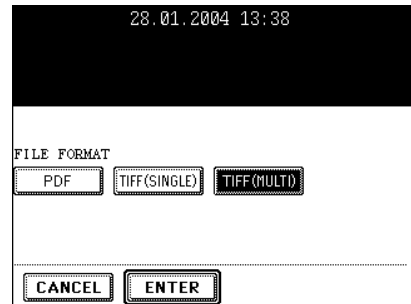 28.01.2004 13:38
FILE FORMAT
PDF TIFF(SINGLE) TIFF(MULTI)
CANCEL ENTER